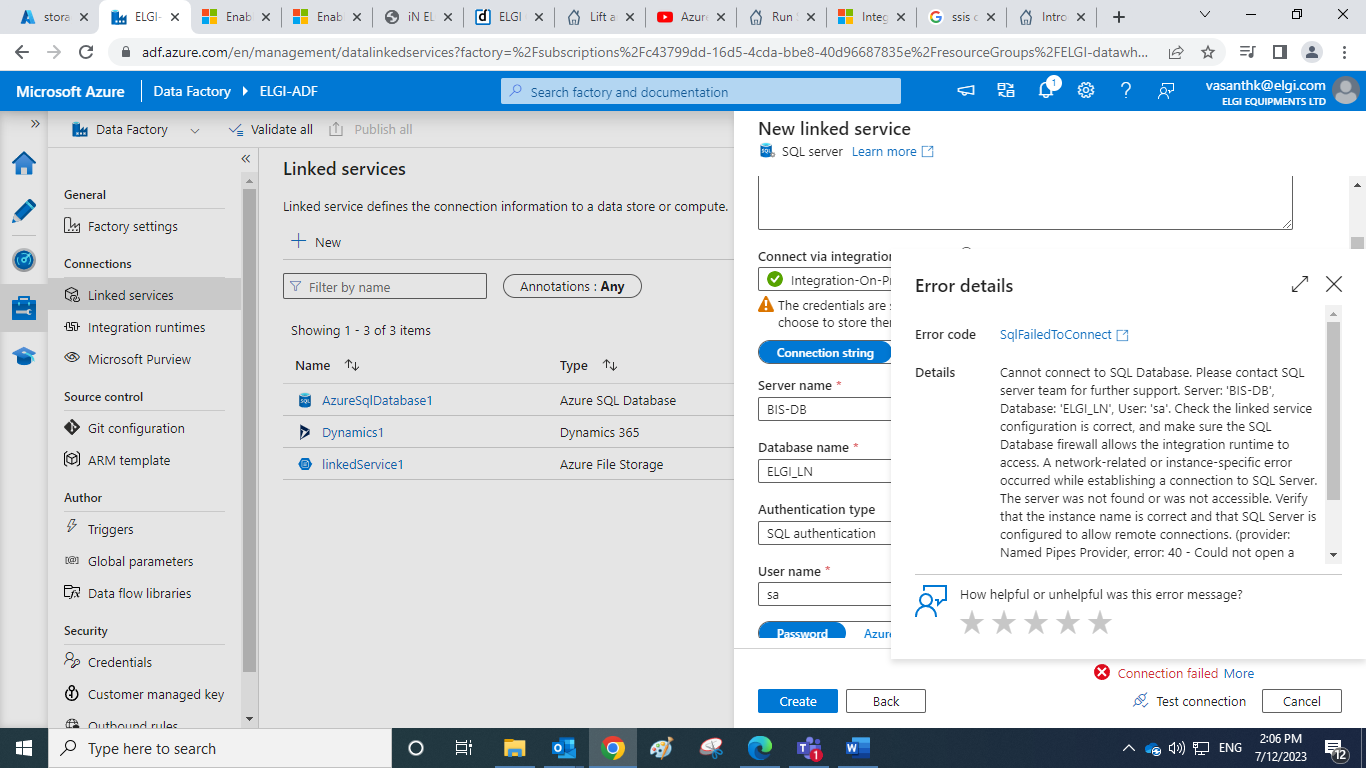 stora
ELGI-
Enab
Enab
iN EL
ELGI
Lift a
Azur
Run
Integ
ssis c
Intro
adf.azure.com/en/management/datalinkedservices?factory=%2Fsubscriptions%2Fc43799dd-16d5-4cda-bbe8-40d96687835e%2FresourceGroups%2FELGI-datawh...
Microsoft Azure
Data Factory
ELGI-ADF
Search factory and documentation
1
vasanthk@elgi.com
ELGI EQUIPMENTS LTD
Data Factory
Validate all
Publish all
General
Factory settings
Connections
Linked services
Integration runtimes
Microsoft Purview
Source control
Git configuration
ARM template
Author
Triggers
Global parameters
Data flow libraries
Security
Credentials
Customer managed key
Outbound rules
Linked services
Linked service defines the connection information to a data store or compute.
New
Filter by name
Annotations : Any
Showing 1 - 3 of 3 items
Name
Type
AzureSqlDatabase1
Azure SQL Database
Dynamics1
Dynamics 365
linkedService1
Azure File Storage
New linked service
SQL server
Learn more
Connect via integration
Integration-On-Pr
The credentials are s
choose to store then
Connection string
Server name *
BIS-DB
Database name *
ELGI_LN
Authentication type
SQL authentication
User name *
sa
Password
Azure
Error details
Error code
SqlFailedToConnect
Details
Cannot connect to SQL Database. Please contact SQL
server team for further support. Server: 'BIS-DB',
Database: 'ELGI_LN', User: 'sa'. Check the linked service
configuration is correct, and make sure the SQL
Database firewall allows the integration runtime to
access. A network-related or instance-specific error
occurred while establishing a connection to SQL Server.
The server was not found or was not accessible. Verify
that the instance name is correct and that SQL Server is
configured to allow remote connections. (provider:
Named Pipes Provider, error: 40 - Could not open a
How helpful or unhelpful was this error message?
Connection failed More
Create
Back
Test connection
Cancel
Type here to search
1
ENG
2:06 PM
7/12/2023
12